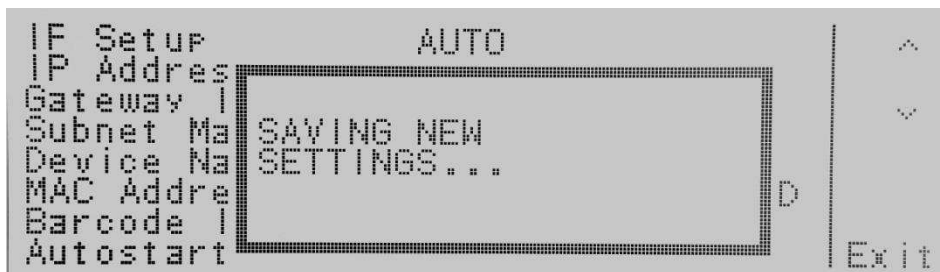 IF Setup AUTO
IP Addres
Gateway I
Subnet Ma
Device Na
MAC Addre D
Barcode I
Autostart
SAVING NEW
SETTINGS...
Exit